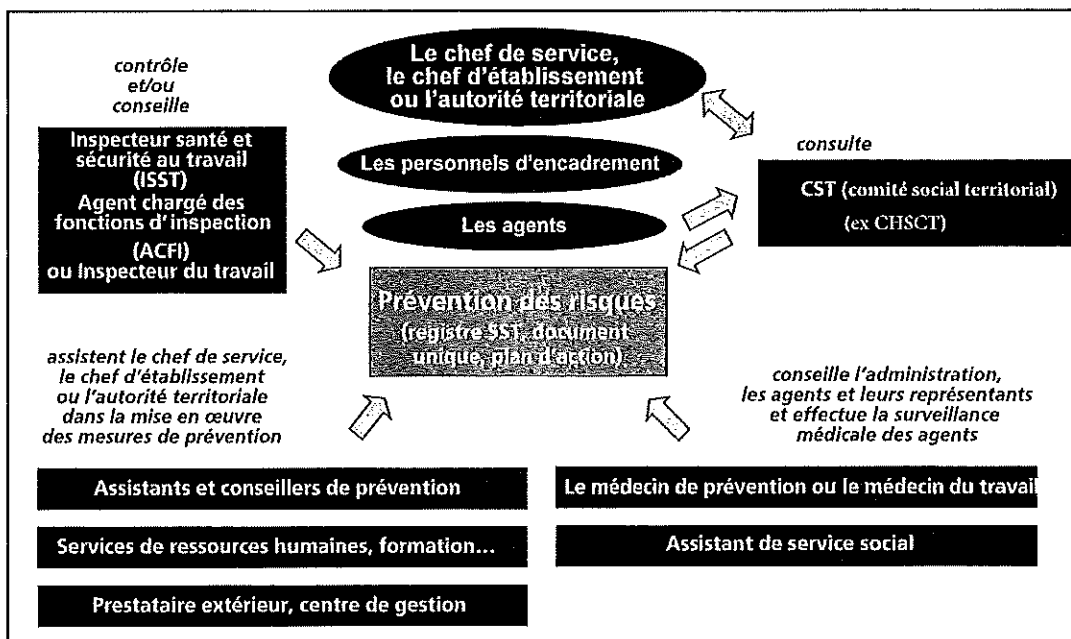 Le chef de service,
le chef d'établissement
ou l'autorité territoriale
contrôle
et/ou
conseille
Inspecteur santé et
sécurité au travail
(ISST)
Agent chargé des
fonctions d'inspection
(ACFI)
ou Inspecteur du travail
Les personnels d'encadrement
Les agents
consulte
CST (comité social territorial)
(ex CHSCT)
Prévention des risques
(registre SST, document
unique, plan d'action)
assistent le chef de service,
le chef d'établissement
ou l'autorité territoriale
dans la mise en œuvre
des mesures de prévention
conseille l'administration,
les agents et leurs représentants
et effectue la surveillance
médicale des agents
Assistants et conseillers de prévention
Services de ressources humaines, formation...
Prestataire extérieur, centre de gestion
Le médecin de prévention ou le médecin du travail
Assistant de service social